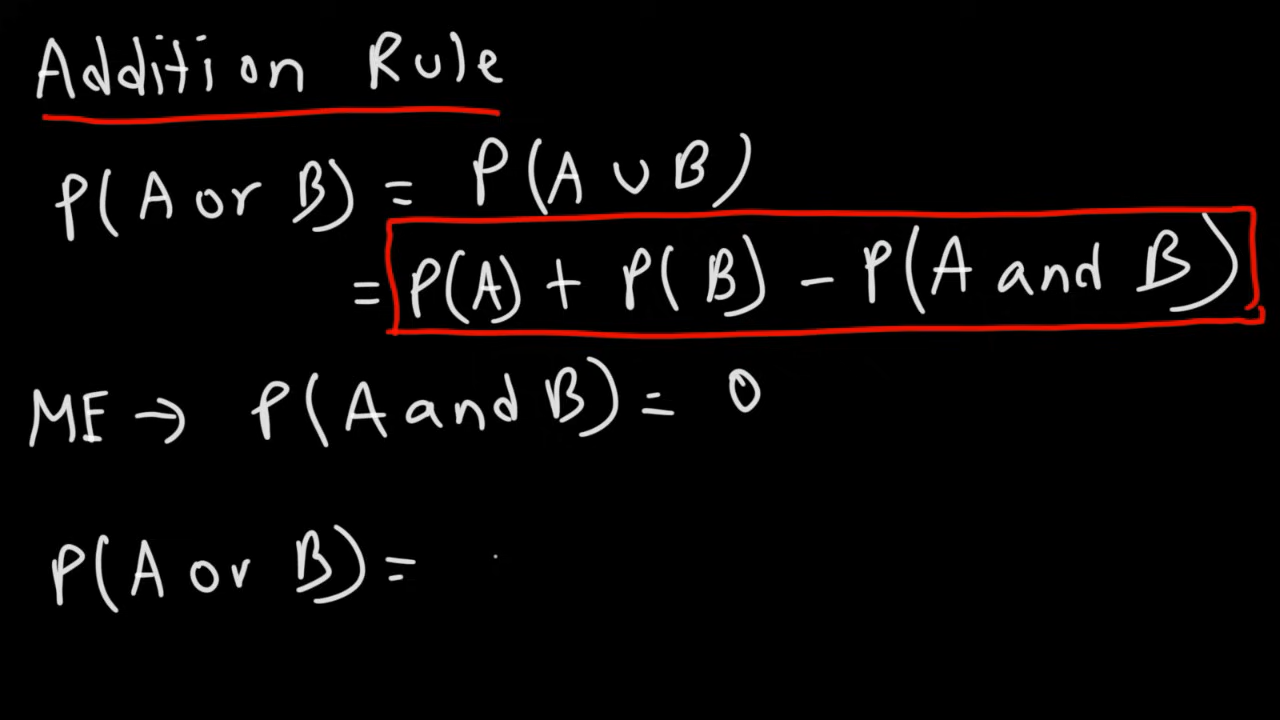 Addition Rule
P(A or B) = P(A ∪ B)
= P(A) + P(B) - P(A and B)
ME → P(A and B) = 0
P(A or B) =